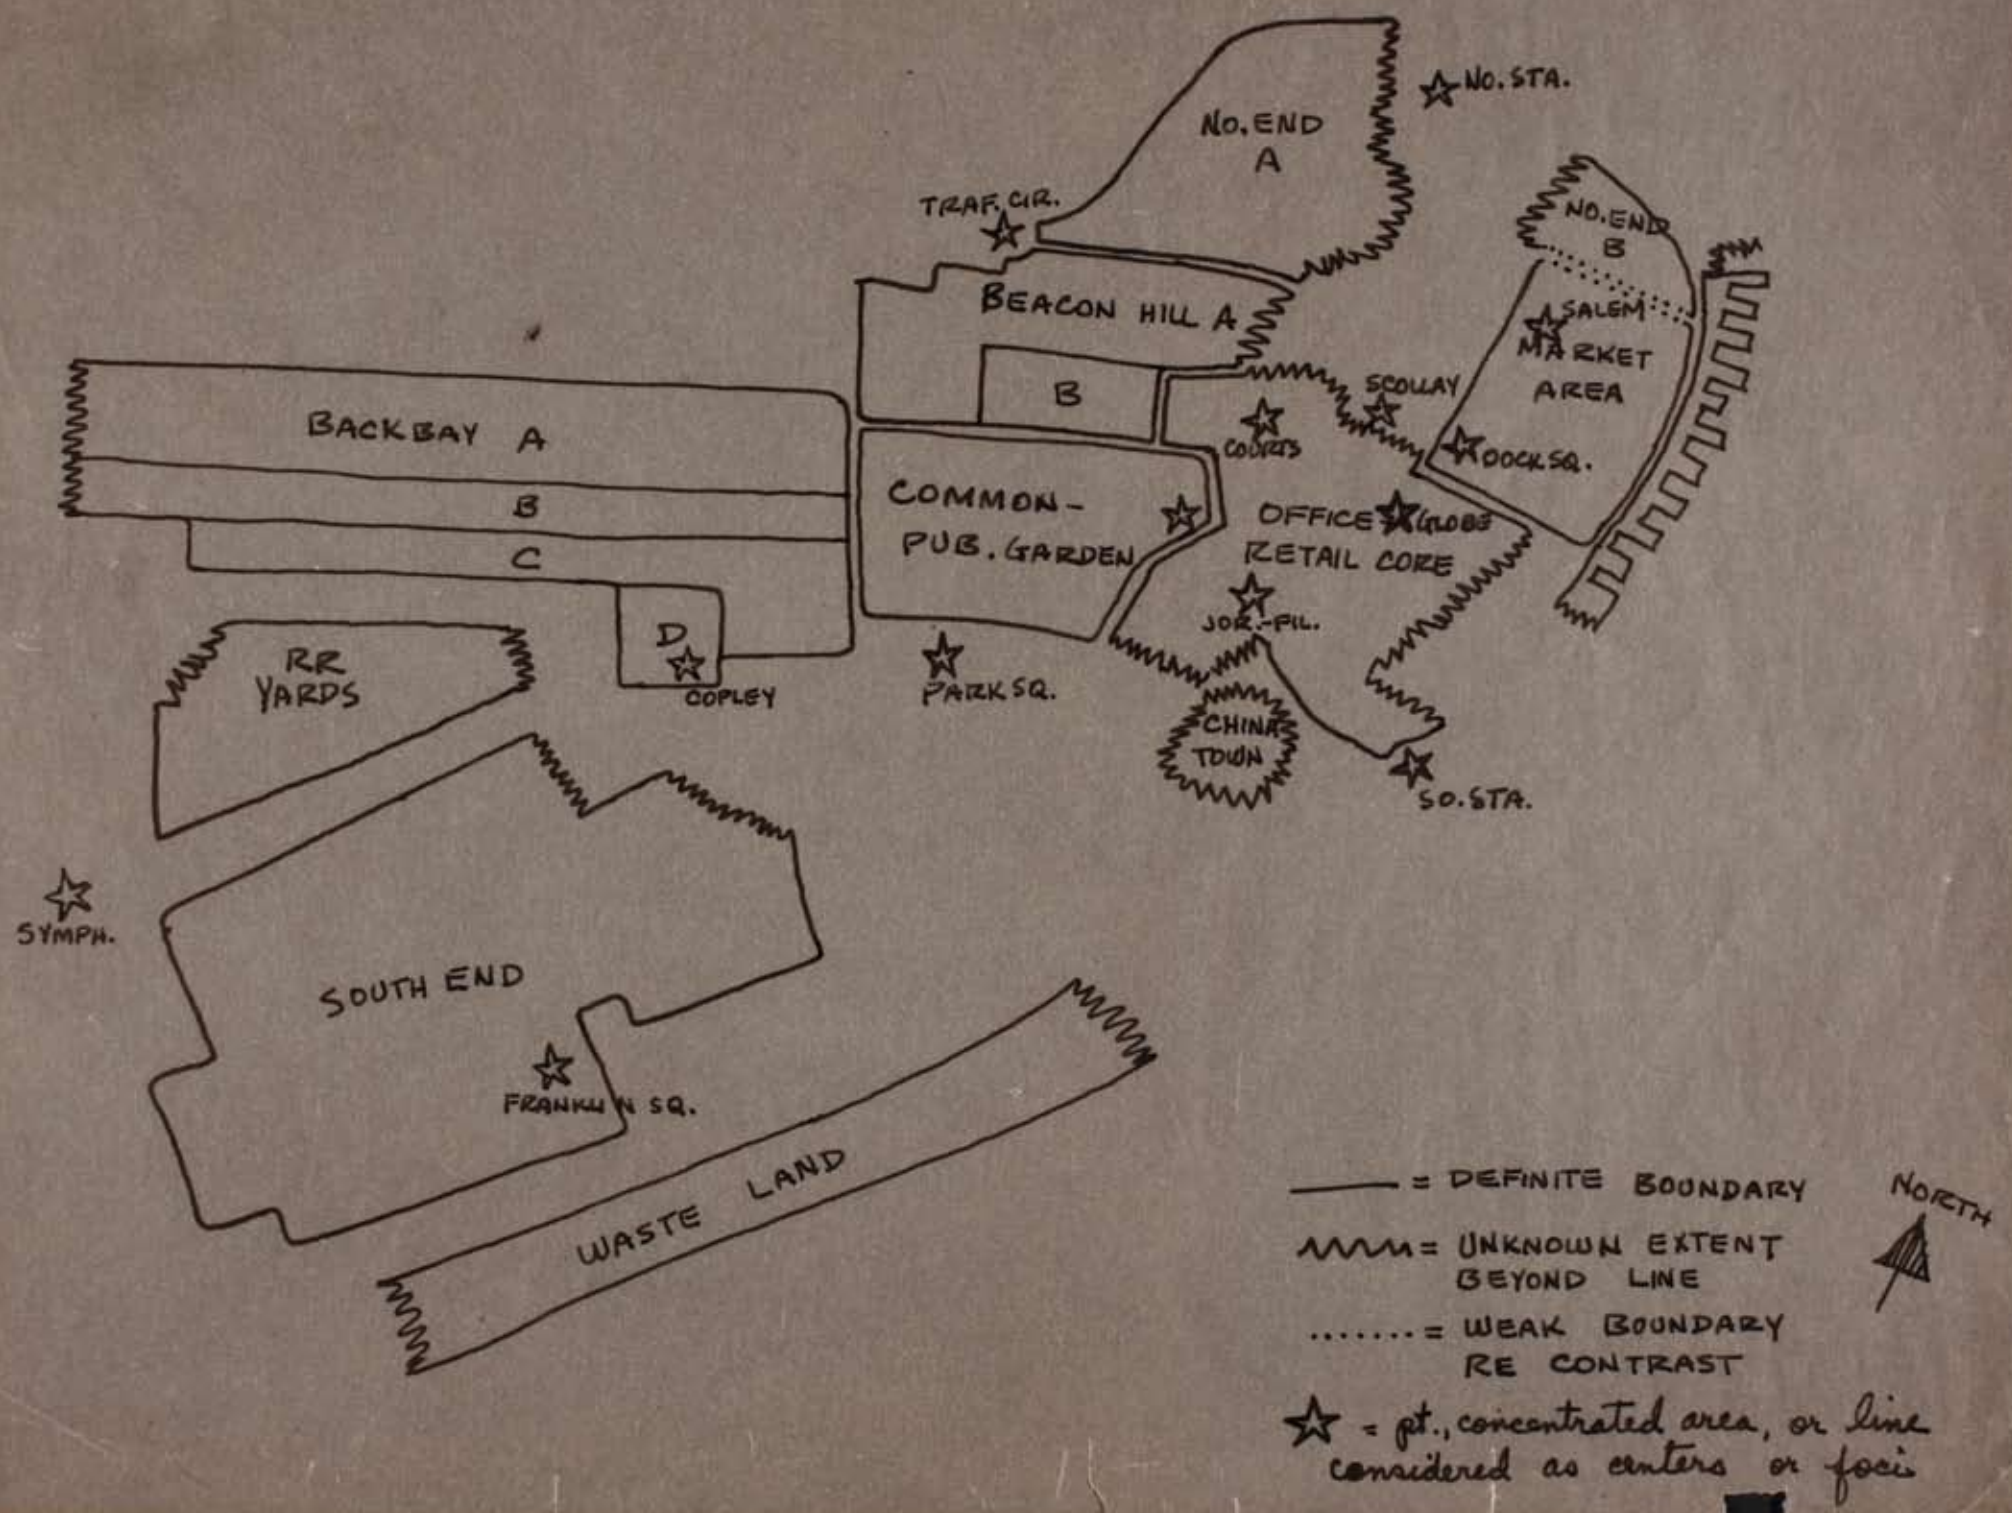 NO. STA.
NO. END
A
TRAF. CIR.
NO. END
B
BEACON HILL A
B
SALEM
MARKET
AREA
SCOLLAY
COURTS
DOCK SQ.
BACKBAY A
B
C
D
COPLEY
COMMON-
PUB. GARDEN
OFFICE
GLOBE
RETAIL CORE
JOR.-FIL.
PARK SQ.
CHINA
TOWN
SO. STA.
RR
YARDS
SYMPH.
SOUTH END
FRANKLIN SQ.
WASTE LAND
= DEFINITE BOUNDARY
= UNKNOWN EXTENT
BEYOND LINE
....... = WEAK BOUNDARY
RE CONTRAST
= pt., concentrated area, or line
considered as centers or foci
NORTH